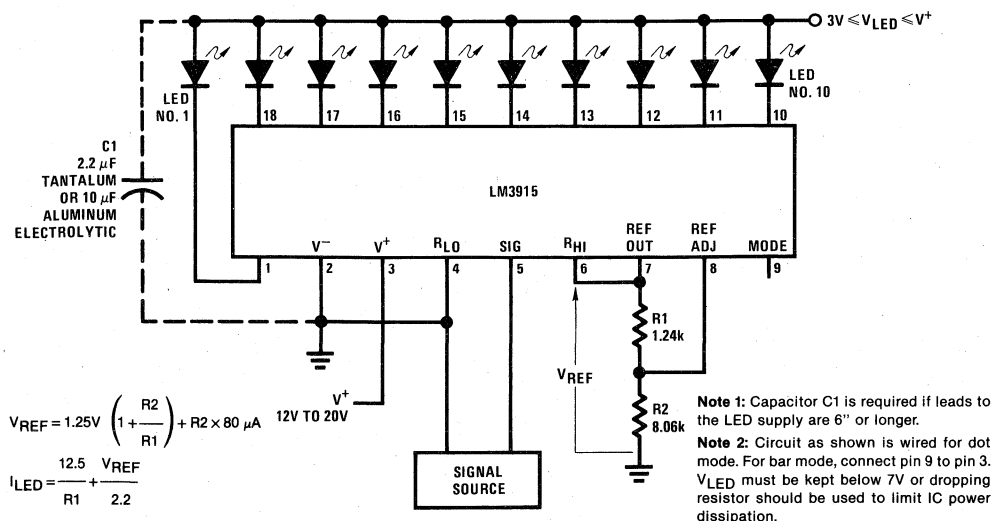 3V ≤ VLED ≤ V+
LED
NO. 1
LED
NO. 10
18 17 16 15 14 13 12 11 10
C1
2.2 µF
TANTALUM
OR 10 µF
ALUMINUM
ELECTROLYTIC
LM3915
V− V+ RLO SIG RHI REF OUT REF ADJ MODE
1 2 3 4 5 6 7 8 9
R1
1.24k
VREF
R2
8.06k
V+
12V TO 20V
SIGNAL
SOURCE
VREF = 1.25V (1 + R2/R1) + R2 × 80 µA
ILED = 12.5/R1 + VREF/2.2
Note 1: Capacitor C1 is required if leads to
the LED supply are 6" or longer.
Note 2: Circuit as shown is wired for dot
mode. For bar mode, connect pin 9 to pin 3.
VLED must be kept below 7V or dropping
resistor should be used to limit IC power
dissipation.